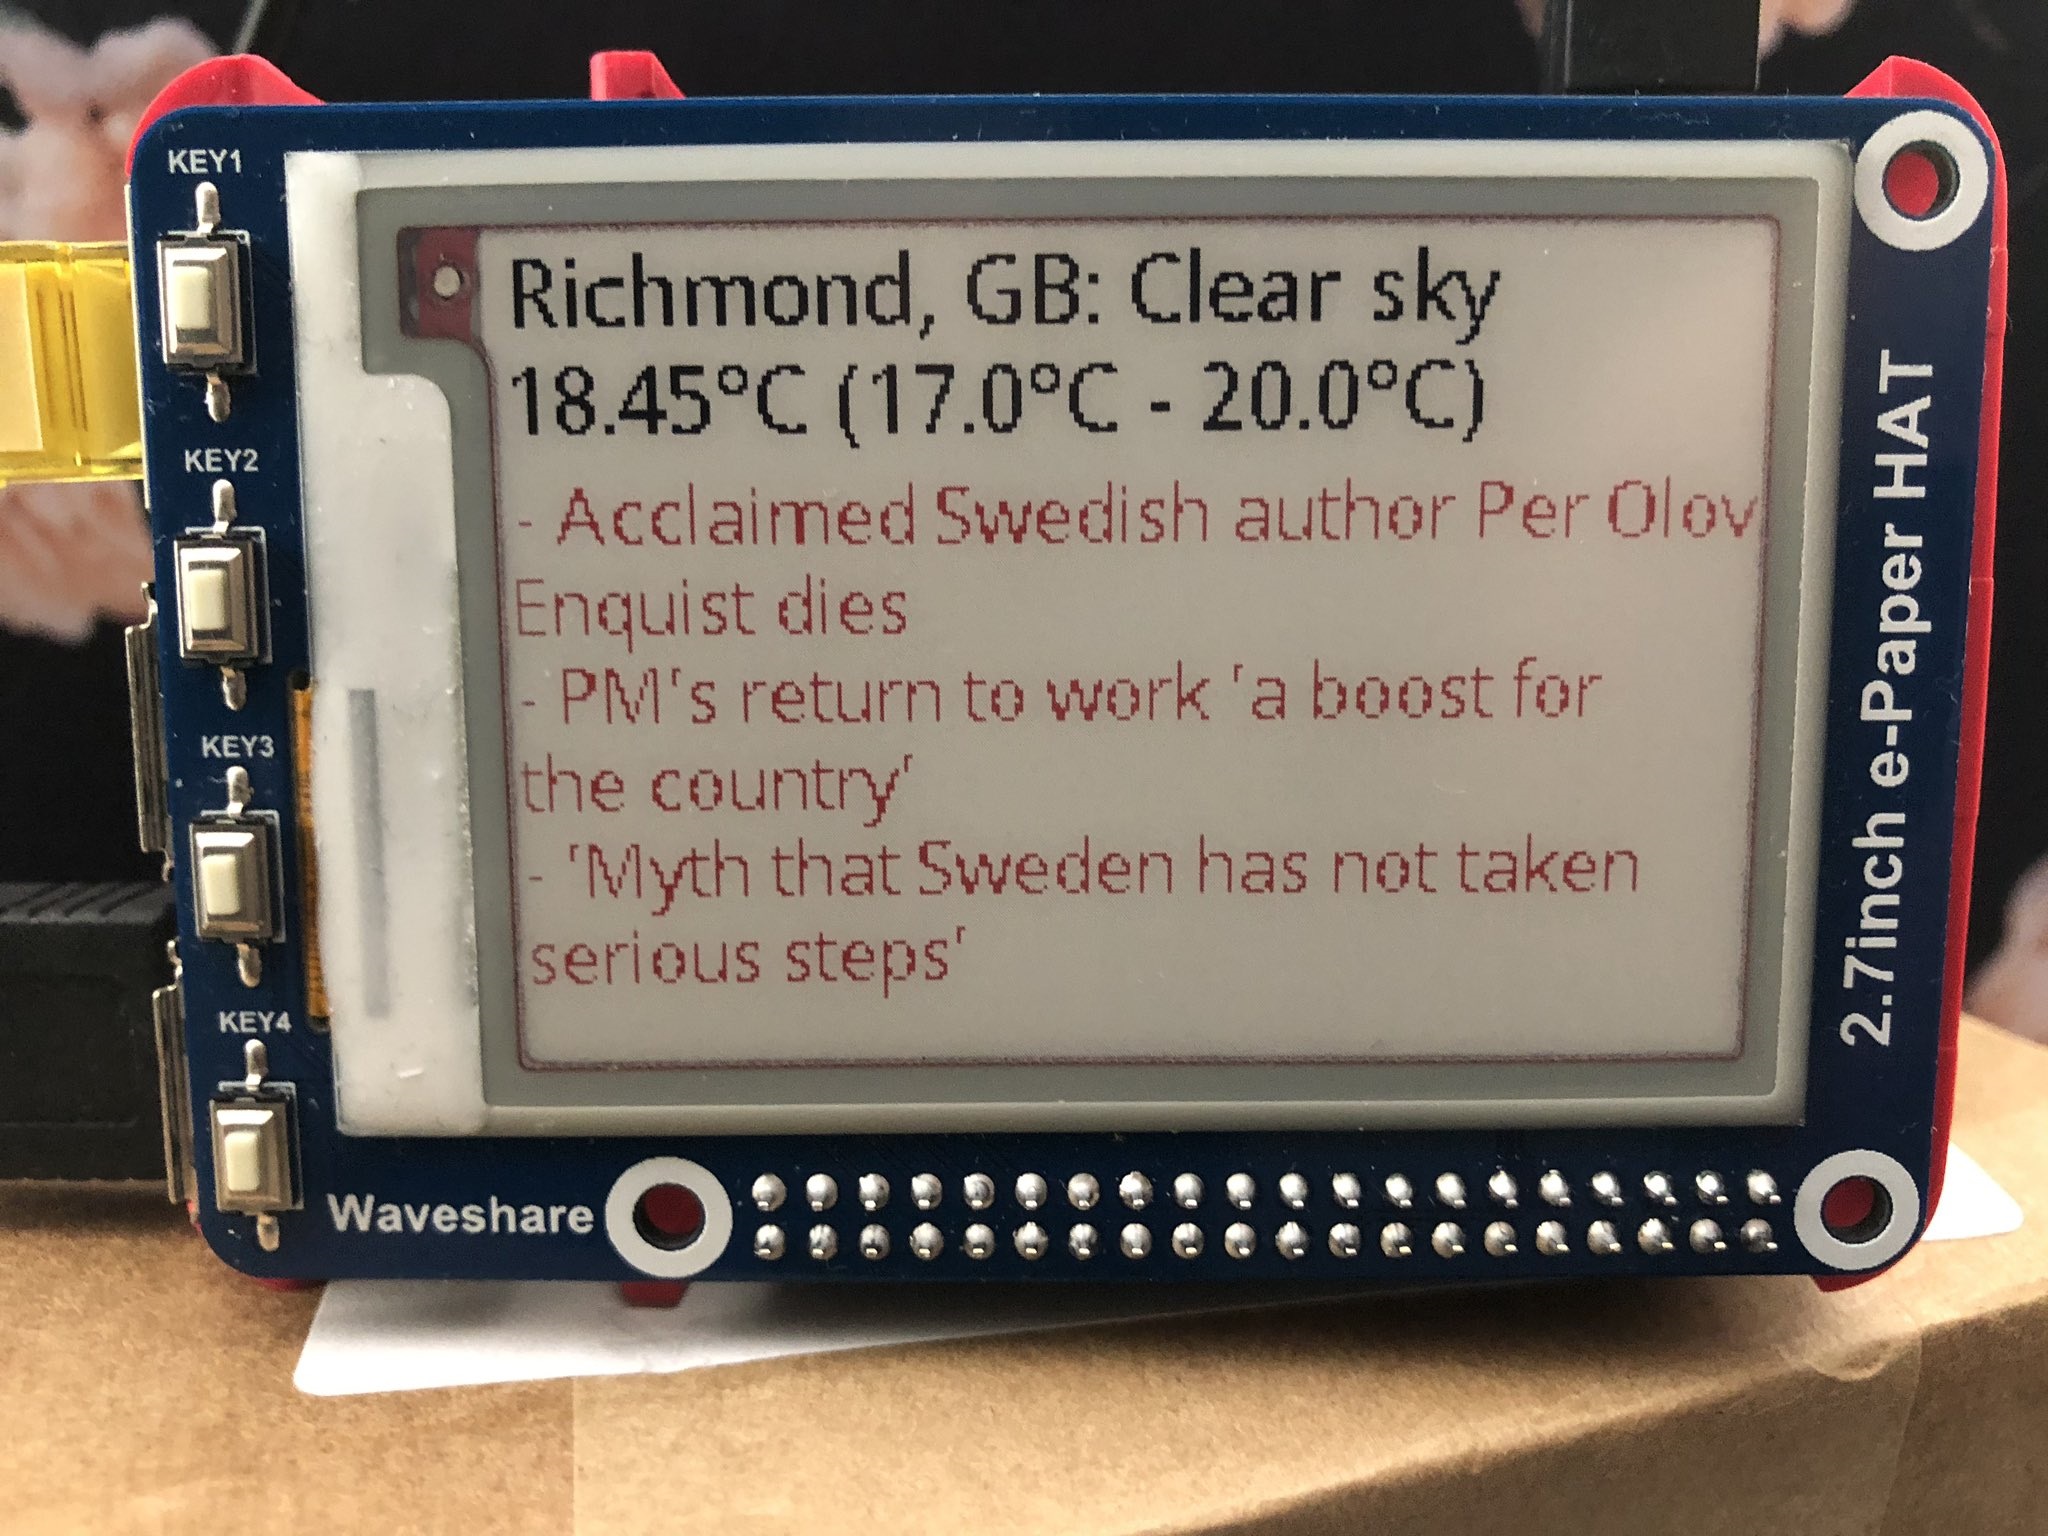 KEY1
KEY2
KEY3
KEY4
Richmond, GB: Clear sky
18.45°C (17.0°C - 20.0°C)
- Acclaimed Swedish author Per Olov
Enquist dies
- PM's return to work 'a boost for
the country'
- 'Myth that Sweden has not taken
serious steps'
2.7inch e-Paper HAT
Waveshare